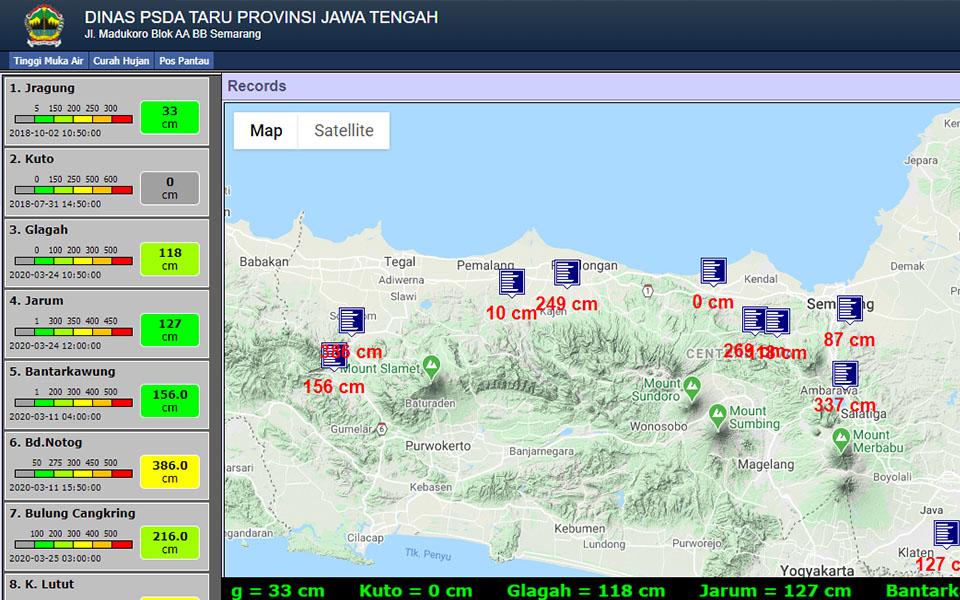 DINAS PSDA TARU PROVINSI JAWA TENGAH
Jl. Madukoro Blok AA BB Semarang
Tinggi Muka Air Curah Hujan Pos Pantau
1. Jragung
5 150 200 250 300
33
cm
2018-10-02 10:50:00
2. Kuto
0 150 250 500 600
0
cm
2018-07-31 14:50:00
3. Glagah
0 100 200 300 500
118
cm
2020-03-24 10:50:00
4. Jarum
1 300 350 400 450
127
cm
2020-03-24 12:00:00
5. Bantarkawung
1 200 300 400 500
156.0
cm
2020-03-11 04:00:00
6. Bd.Notog
50 275 300 450 500
386.0
cm
2020-03-11 15:50:00
7. Bulung Cangkring
100 200 300 400 500
216.0
cm
2020-03-25 03:00:00
8. K. Lutut
Records
Map Satellite
Jepara
Babakan
Tegal
Pemalang
ongan
Kendal
Demak
Adiwerna
Slawi
Kajen
1
10 cm
249 cm
0 cm
87 cm
386 cm
118 cm
156 cm
Mount Slamet
Baturaden
Mount
Sundoro
Mount
Sumbing
Ambarawa
337 cm
Salatiga
Gumelar
6
Wonosobo
Mount
Merbabu
Purwokerto
Banjarnegara
Magelang
Boyolali
Kebasen
Java
Cilacap
Kebumen
Lundong
Purworejo
Klaten
Tlk. Penyu
127 c
Yogyakarta
g = 33 cm Kuto = 0 cm Glagah = 118 cm Jarum = 127 cm Bantark